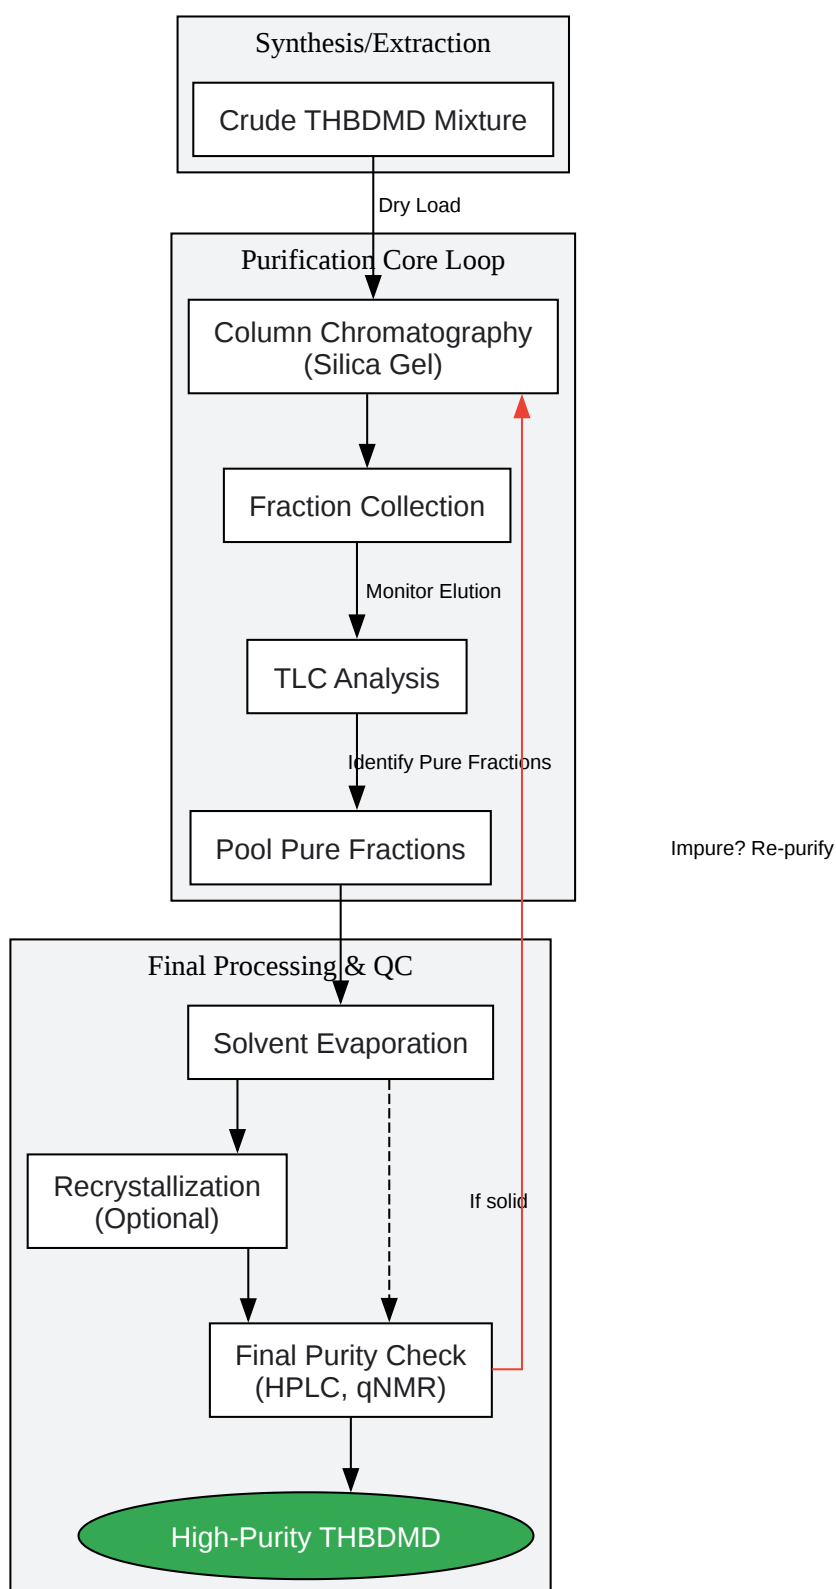 Synthesis/Extraction
Crude THBDMD Mixture
Dry Load
Purification Core Loop
Column Chromatography
(Silica Gel)
Fraction Collection
Monitor Elution
TLC Analysis
Identify Pure Fractions
Pool Pure Fractions
Impure? Re-purify
Final Processing & QC
Solvent Evaporation
Recrystallization
(Optional)
If solid
Final Purity Check
(HPLC, qNMR)
High-Purity THBDMD